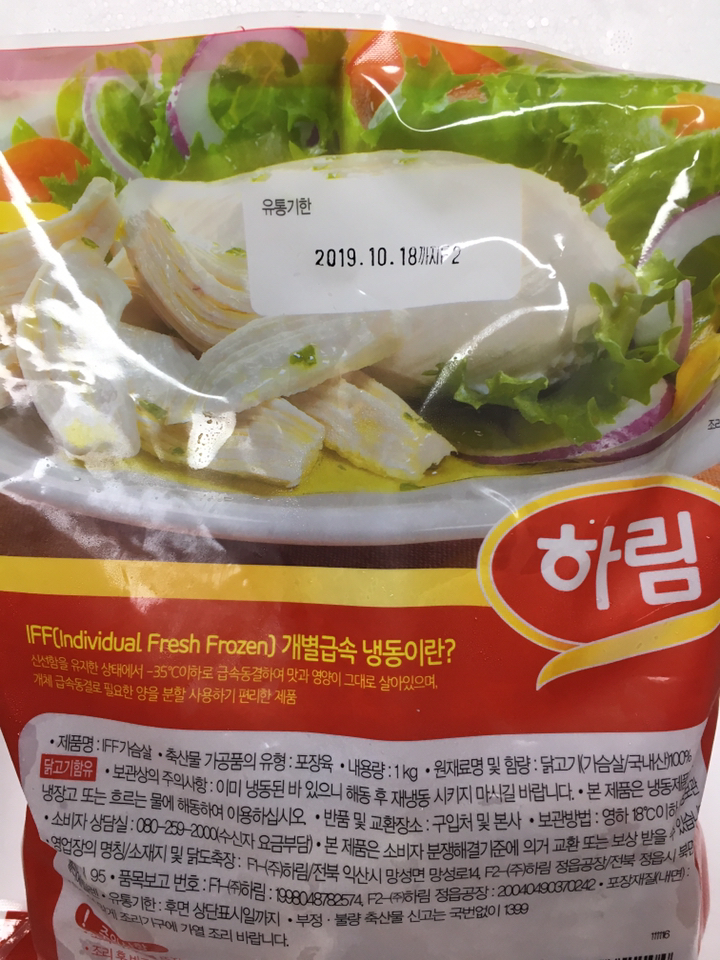 유통기한
2019.10.18까지F2
하림
IFF(Individual Fresh Frozen) 개별급속 냉동이란?
신선함을 유지한 상태에서 -35℃이하로 급속동결하여 맛과 영양이 그대로 살아있으며,
개체 급속동결로 필요한 양을 분할 사용하기 편리한 제품
• 제품명 : IFF 가슴살 • 축산물 가공품의 유형 : 포장육 • 내용량 : 1kg • 원재료명 및 함량 : 닭고기(가슴살/국내산)100%
닭고기함유 • 보관상의 주의사항 : 이미 냉동된 바 있으니 해동 후 재냉동 시키지 마시길 바랍니다. • 본 제품은 냉동제품
냉장고 또는 흐르는 물에 해동하여 이용하십시오 • 반품 및 교환장소 : 구입처 및 본사 • 보관방법 : 영하 18℃이하
• 소비자 상담실 : 080-259-2000(수신자 요금부담) • 본 제품은 소비자 분쟁해결기준에 의거 교환 또는 보상 받을 수 있습
영업장의 명칭/소재지 및 닭도축장 : F1-㈜하림/전북 익산시 망성면 망성로14, F2-㈜하림 정읍공장/전북 정읍시 북면
95 • 품목보고 번호 : F1-㈜하림 : 1998048782574, F2-㈜하림 정읍공장 : 20040490370242 • 포장재질(내면) :
• 유통기한 : 후면 상단표시일까지 • 부정 · 불량 축산물 신고는 국번없이 1399
조리기구에 가열 조리 바랍니다.
111116